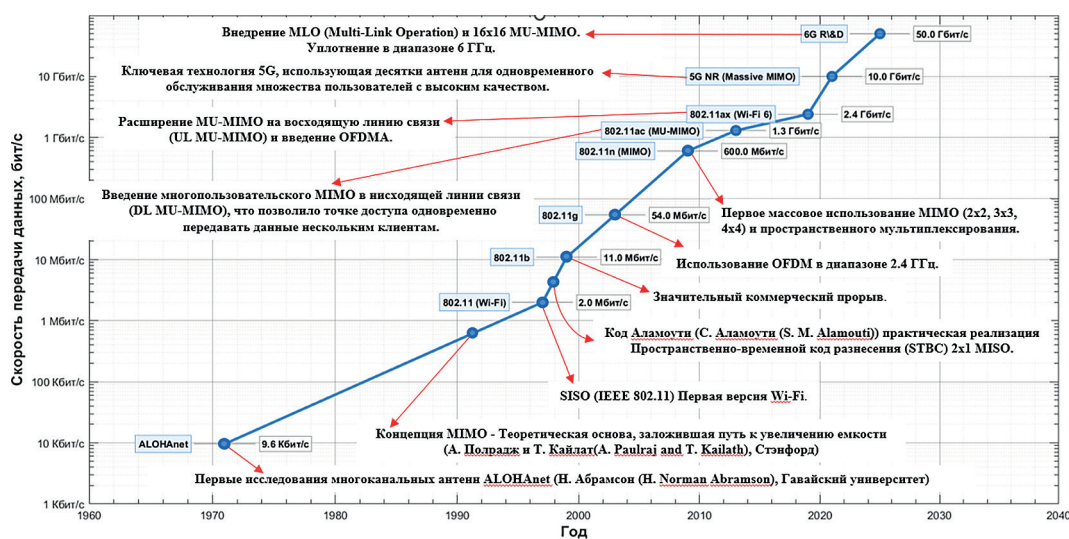 Внедрение MLO (Multi-Link Operation) и 16x16 MU-MIMO.
Уплотнение в диапазоне 6 ГГц.
6G R\&D
50.0 Гбит/с
Ключевая технология 5G, использующая десятки антенн для одновременного
обслуживания множества пользователей с высоким качеством.
5G NR (Massive MIMO)
10.0 Гбит/с
Расширение MU-MIMO на восходящую линию связи
(UL MU-MIMO) и введение OFDMA.
802.11ax (Wi-Fi 6)
2.4 Гбит/с
802.11ac (MU-MIMO)
1.3 Гбит/с
802.11n (MIMO)
600.0 Мбит/с
Введение многопользовательского MIMO в нисходящей линии связи
(DL MU-MIMO), что позволило точке доступа одновременно
передавать данные нескольким клиентам.
802.11g
54.0 Мбит/с
Первое массовое использование MIMO (2x2, 3x3,
4x4) и пространственного мультиплексирования.
Использование OFDM в диапазоне 2.4 ГГц.
802.11b
11.0 Мбит/с
Значительный коммерческий прорыв.
802.11 (Wi-Fi)
2.0 Мбит/с
Код Аламоути (С. Аламоути (S. M. Alamouti)) практическая реализация
Пространственно-временной код разнесения (STBC) 2x1 MISO.
SISO (IEEE 802.11) Первая версия Wi-Fi.
Концепция MIMO - Теоретическая основа, заложившая путь к увеличению емкости
(А. Полрадж и Т. Кайлат(A. Paulraj and T. Kailath), Стэнфорд)
ALOHAnet
9.6 Кбит/с
Первые исследования многоканальных антенн ALOHAnet (Н. Абрамсон (H. Norman Abramson), Гавайский университет)
Скорость передачи данных, бит/с
10 Гбит/с
1 Гбит/с
100 Мбит/с
10 Мбит/с
1 Мбит/с
100 Кбит/с
10 Кбит/с
1 Кбит/с
1960 1970 1980 1990 2000 2010 2020 2030 2040
Год